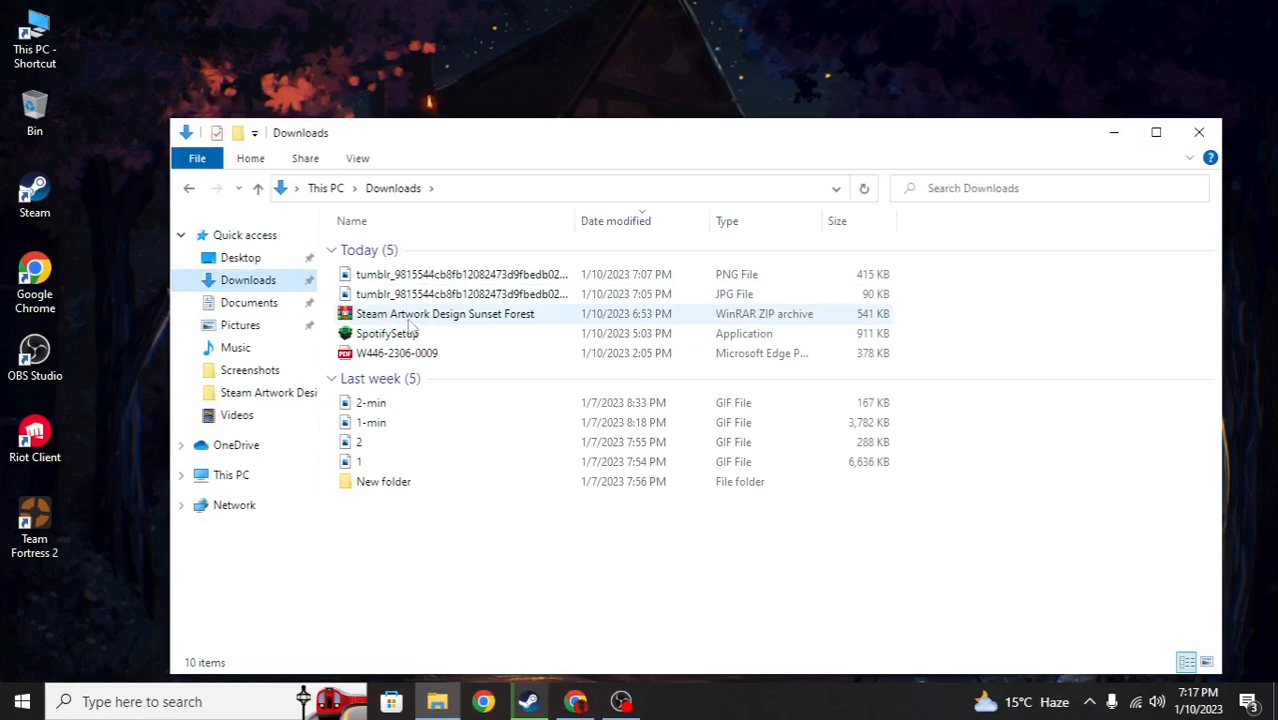 This PC -
Shortcut
Bin
Steam
Google
Chrome
OBS Studio
Riot Client
Team
Fortress 2
Downloads
File Home Share View
This PC Downloads
Search Downloads
Name Date modified Type Size
Quick access
Desktop
Downloads
Documents
Pictures
Music
Screenshots
Steam Artwork Desi
Videos
OneDrive
This PC
Network
Today (5)
tumblr_9815544cb8fb12082473d9fbedb02... 1/10/2023 7:07 PM PNG File 415 KB
tumblr_9815544cb8fb12082473d9fbedb02... 1/10/2023 7:05 PM JPG File 90 KB
Steam Artwork Design Sunset Forest 1/10/2023 6:53 PM WinRAR ZIP archive 541 KB
SpotifySetup 1/10/2023 5:03 PM Application 911 KB
PDF W446-2306-0009 1/10/2023 2:05 PM Microsoft Edge P... 378 KB
Last week (5)
2-min 1/7/2023 8:33 PM GIF File 167 KB
1-min 1/7/2023 8:18 PM GIF File 3,782 KB
2 1/7/2023 7:55 PM GIF File 288 KB
1 1/7/2023 7:54 PM GIF File 6,636 KB
New folder 1/7/2023 7:56 PM File folder
10 items
Type here to search
15°C Haze
7:17 PM
1/10/2023
3